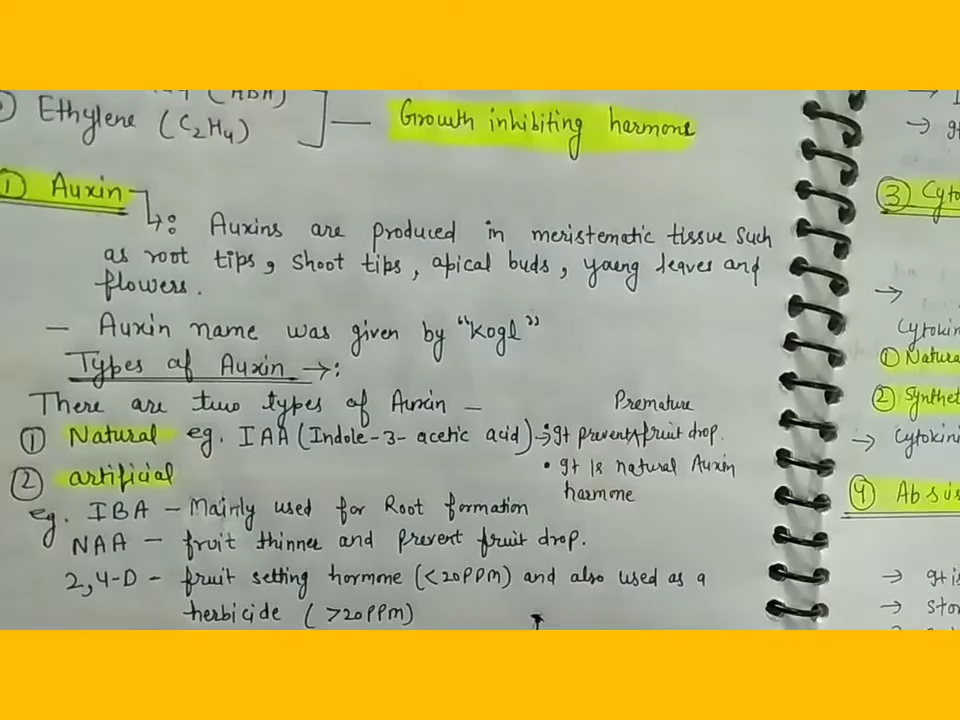 (ABA)
Ethylene (C2H4) ] — Growth inhibiting harmone
① Auxin
↳: Auxins are produced in meristematic tissue such
as root tips, shoot tips, apical buds, young leaves and
flowers.
— Auxin name was given by "Kogl"
Types of Auxin →:
There are two types of Auxin —
① Natural eg. IAA (Indole-3- acetic acid) →
Premature
• It prevent fruit drop.
• It is natural Auxin
harmone
② artificial
eg. IBA – Mainly used for Root formation
NAA – fruit thinner and prevent fruit drop.
2,4-D – fruit setting hormone (<20PPM) and also used as a
herbicide (>20PPM)
③ Cyto
→
Cytokin
① Natura
② Synthet
→ Cytokini
④ Absis
→ It is
→ stor